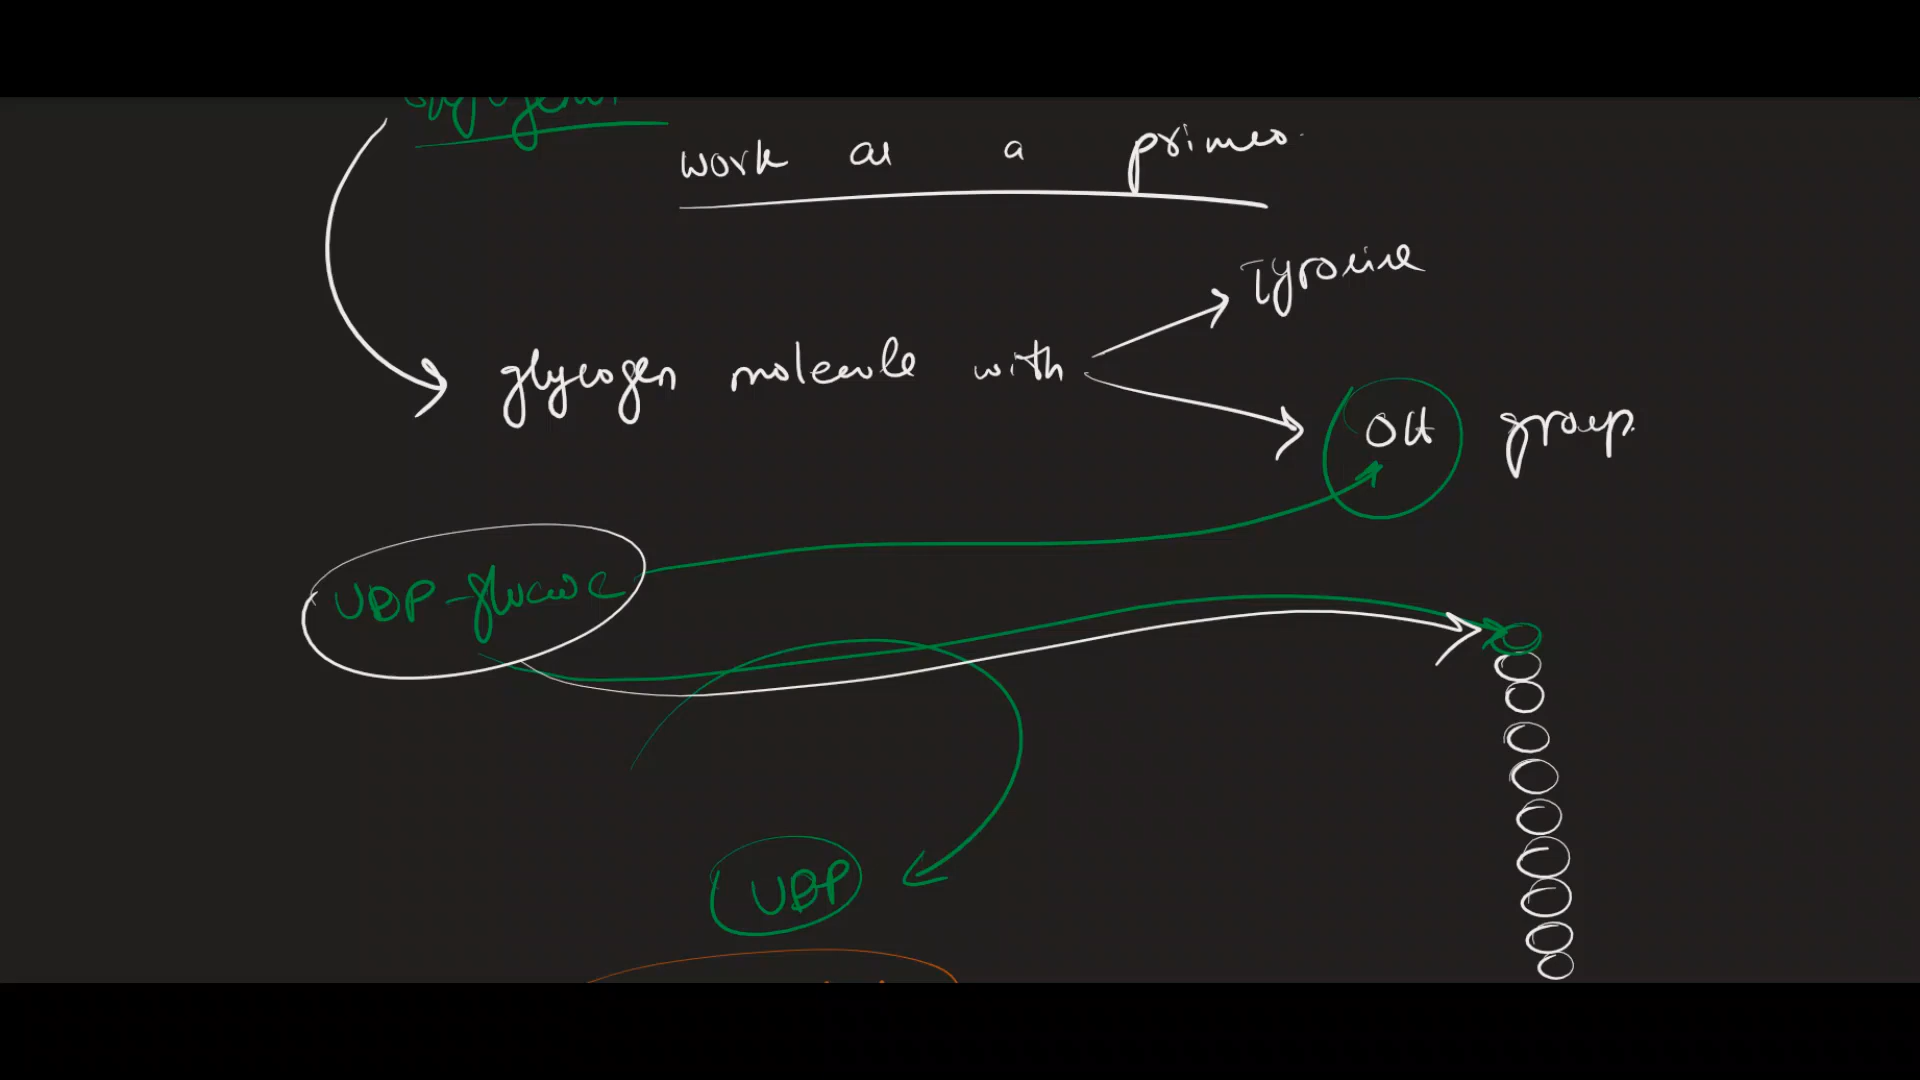 work as a primer
Tyrosine
glycogen molecule with
OH group.
UDP-glucose
UDP